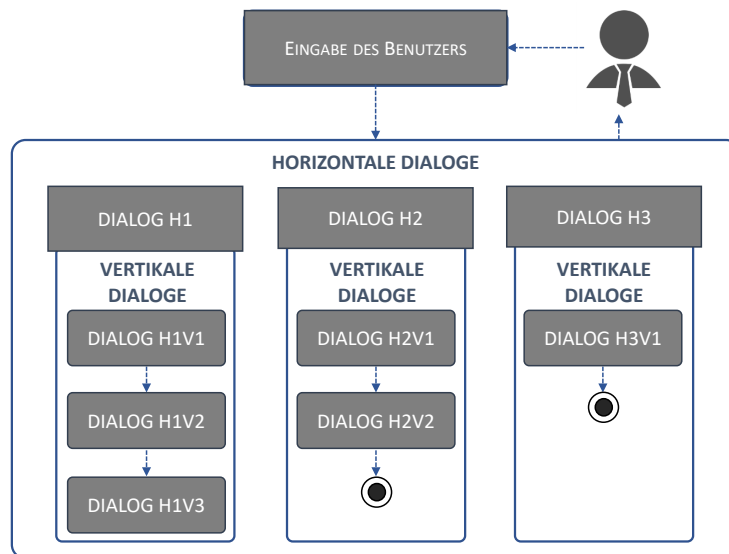 EINGABE DES BENUTZERS
HORIZONTALE DIALOGE
DIALOG H1
VERTIKALE
DIALOGE
DIALOG H1V1
DIALOG H1V2
DIALOG H1V3
DIALOG H2
VERTIKALE
DIALOGE
DIALOG H2V1
DIALOG H2V2
DIALOG H3
VERTIKALE
DIALOGE
DIALOG H3V1